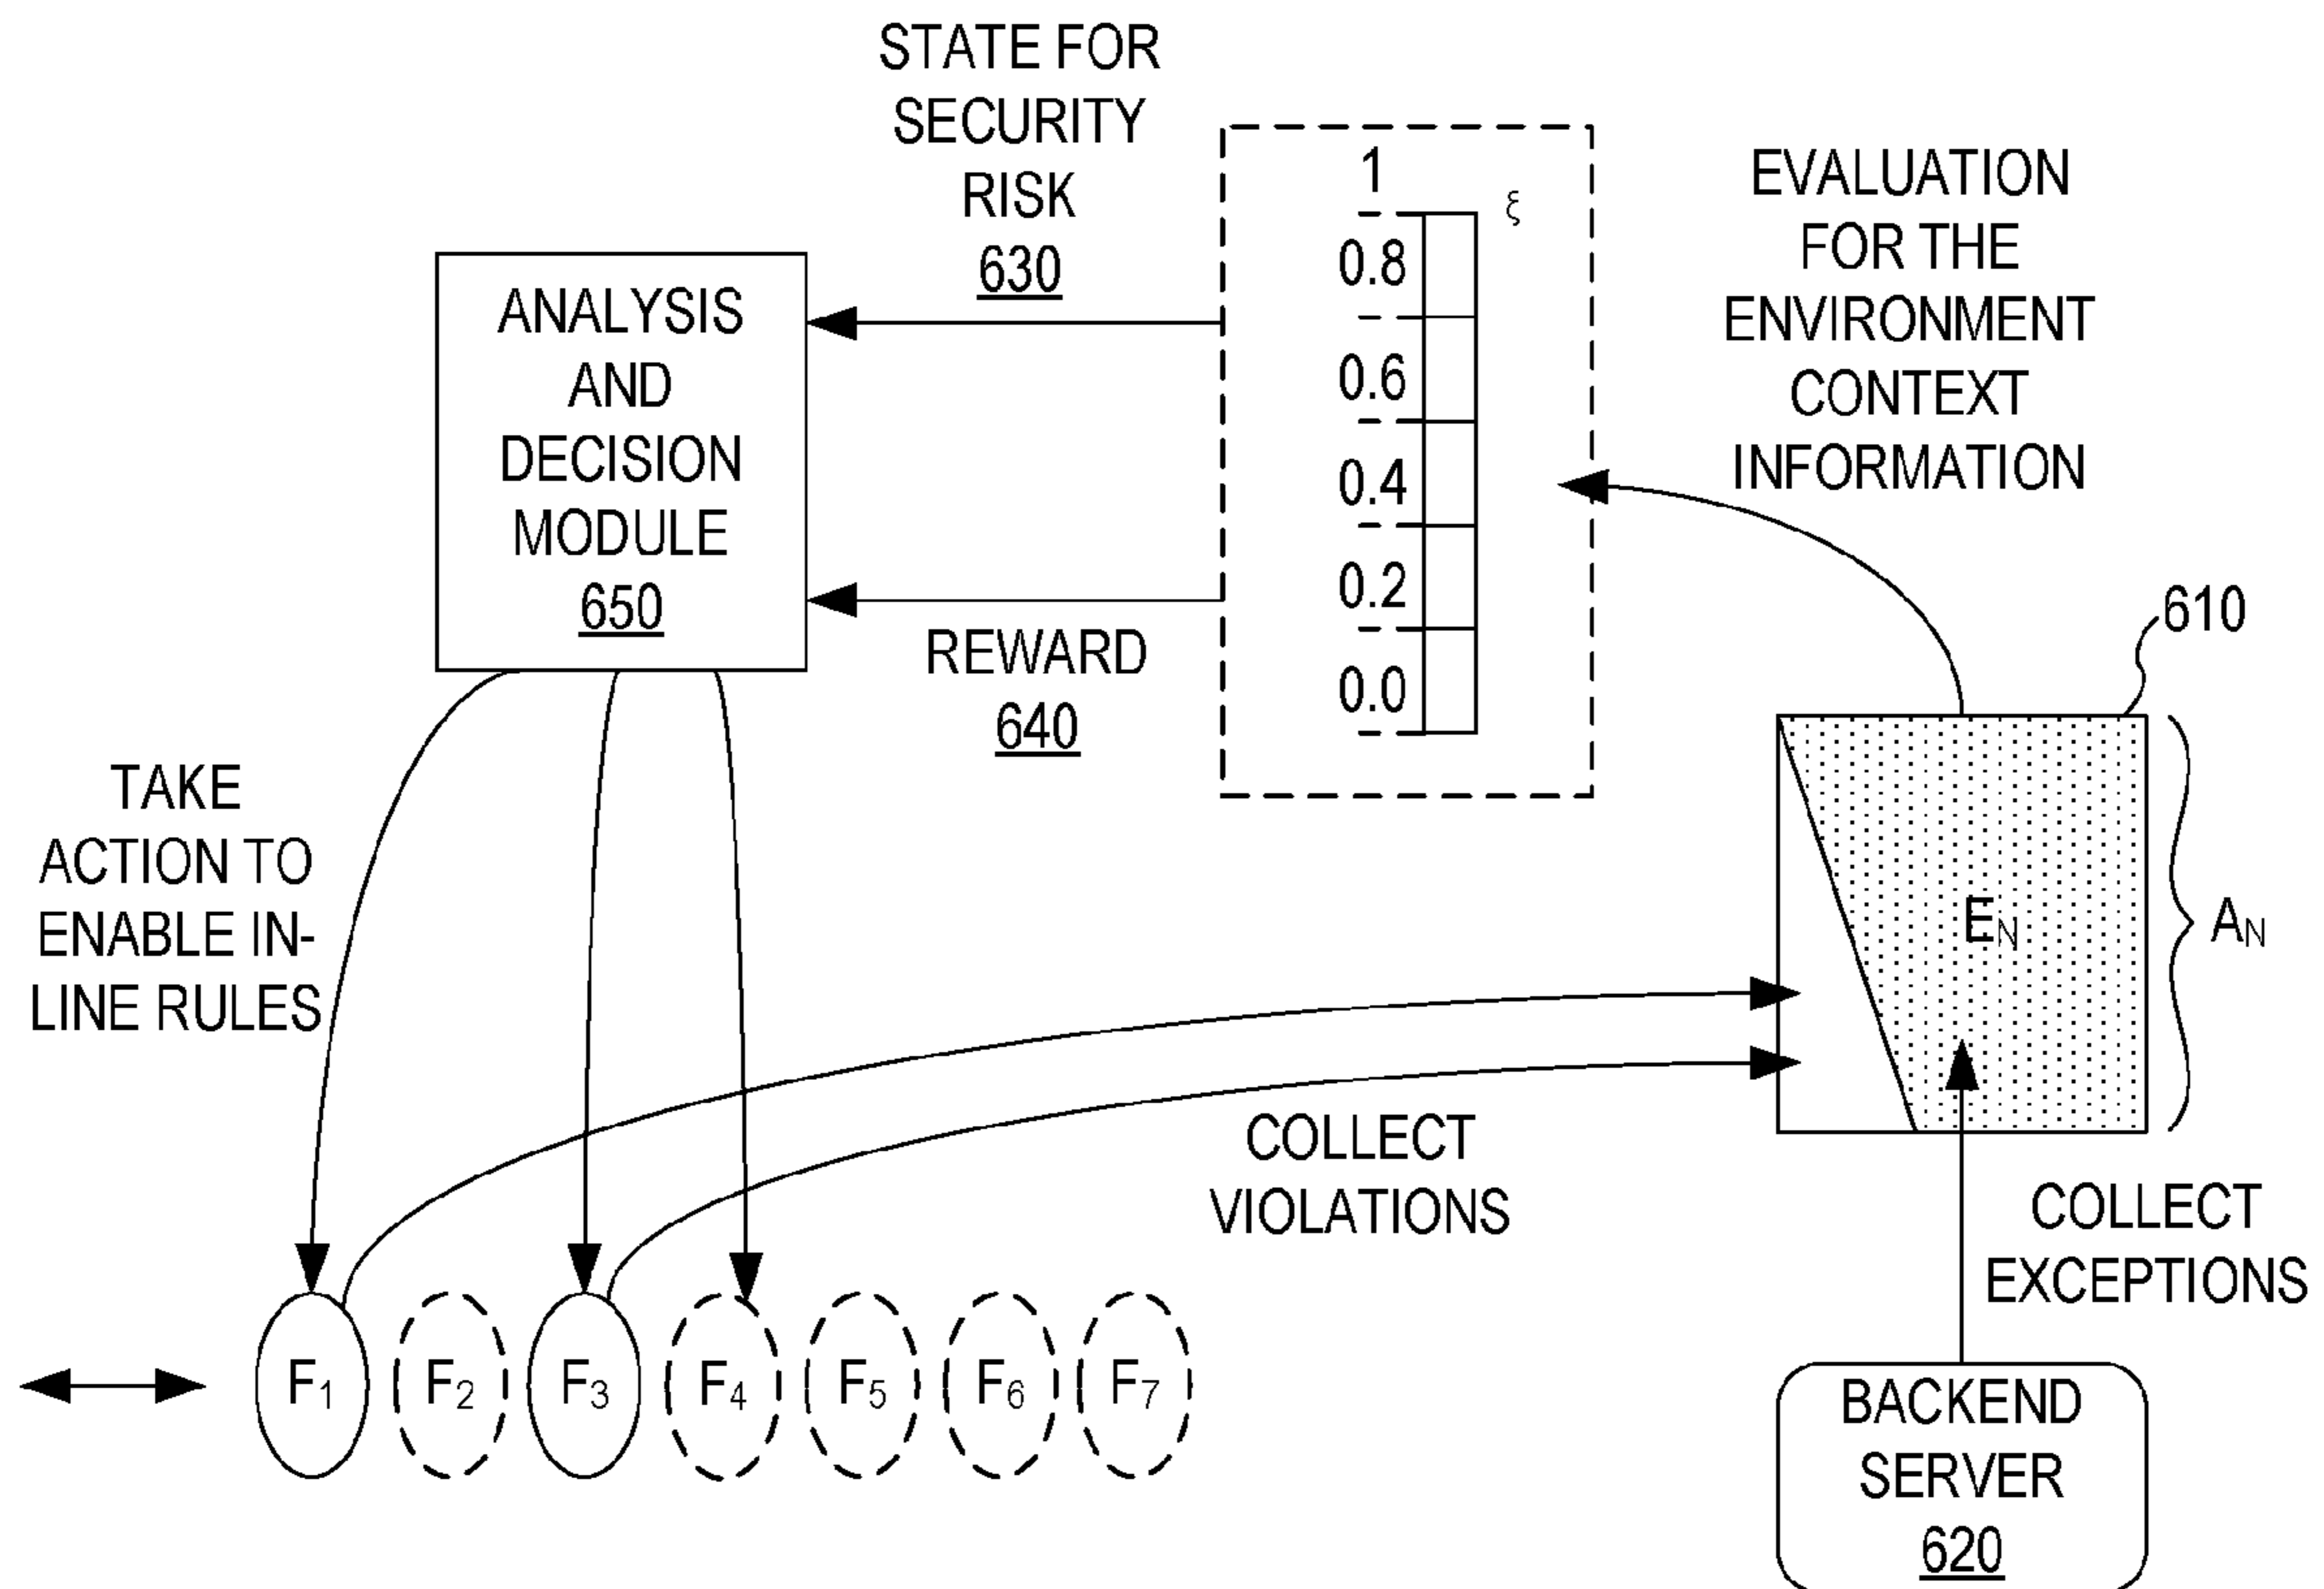 STATE FOR
SECURITY
RISK
630
ANALYSIS
AND
DECISION
MODULE
650
REWARD
640
1
ξ
0.8
0.6
0.4
0.2
0.0
EVALUATION
FOR THE
ENVIRONMENT
CONTEXT
INFORMATION
610
TAKE
ACTION TO
ENABLE IN-
LINE RULES
EN
AN
COLLECT
VIOLATIONS
COLLECT
EXCEPTIONS
F1 F2 F3 F4 F5 F6 F7
BACKEND
SERVER
620